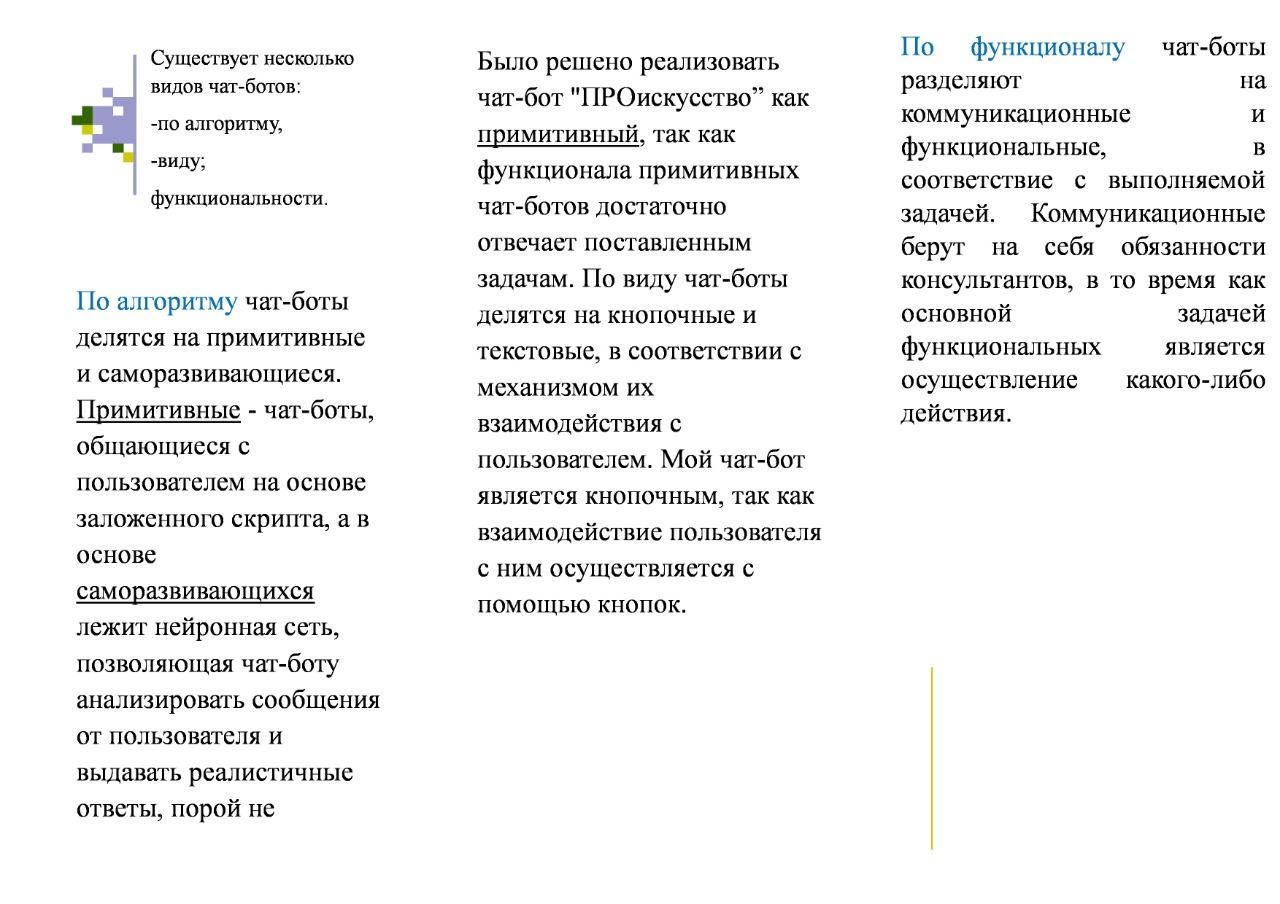 Существует несколько
видов чат-ботов:
-по алгоритму,
-виду;
функциональности.
По алгоритму чат-боты
делятся на примитивные
и саморазвивающиеся.
Примитивные - чат-боты,
общающиеся с
пользователем на основе
заложенного скрипта, а в
основе
саморазвивающихся
лежит нейронная сеть,
позволяющая чат-боту
анализировать сообщения
от пользователя и
выдавать реалистичные
ответы, порой не
Было решено реализовать
чат-бот "ПРОискусство” как
примитивный, так как
функционала примитивных
чат-ботов достаточно
отвечает поставленным
задачам. По виду чат-боты
делятся на кнопочные и
текстовые, в соответствии с
механизмом их
взаимодействия с
пользователем. Мой чат-бот
является кнопочным, так как
взаимодействие пользователя
с ним осуществляется с
помощью кнопок.
По функционалу чат-боты
разделяют на
коммуникационные и
функциональные, в
соответствие с выполняемой
задачей. Коммуникационные
берут на себя обязанности
консультантов, в то время как
основной задачей
функциональных является
осуществление какого-либо
действия.